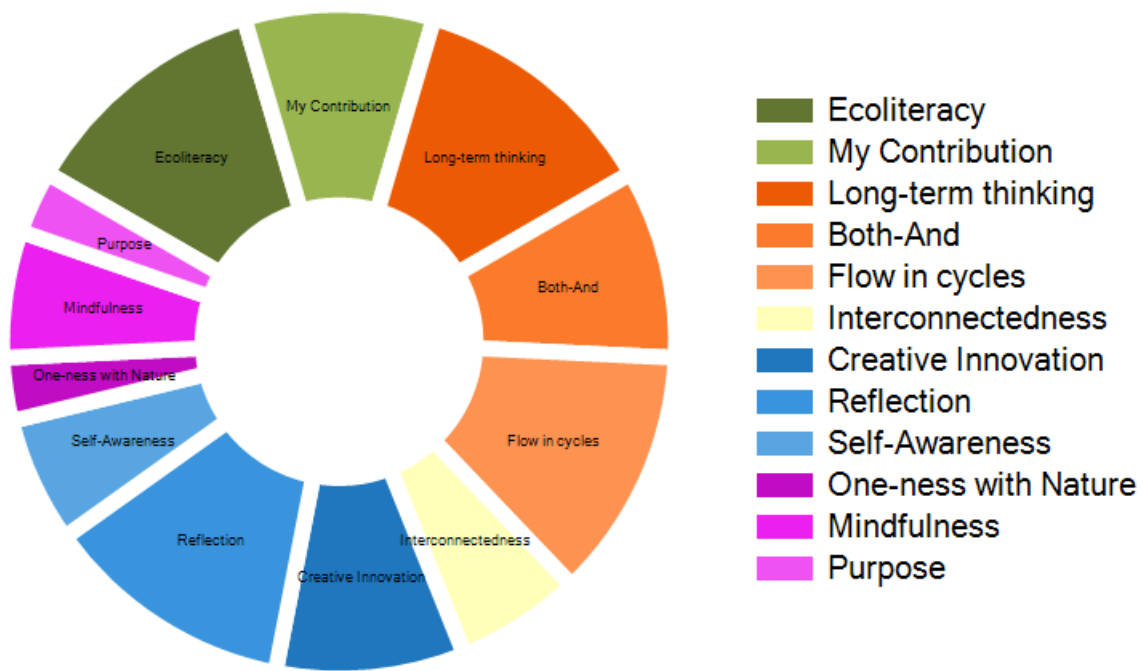 My Contribution
Ecoliteracy
Long-term thinking
Purpose
Both-And
Mindfulness
One-ness with Nature
Self-Awareness
Flow in cycles
Reflection
Interconnectedness
Creative Innovation
Ecoliteracy
My Contribution
Long-term thinking
Both-And
Flow in cycles
Interconnectedness
Creative Innovation
Reflection
Self-Awareness
One-ness with Nature
Mindfulness
Purpose